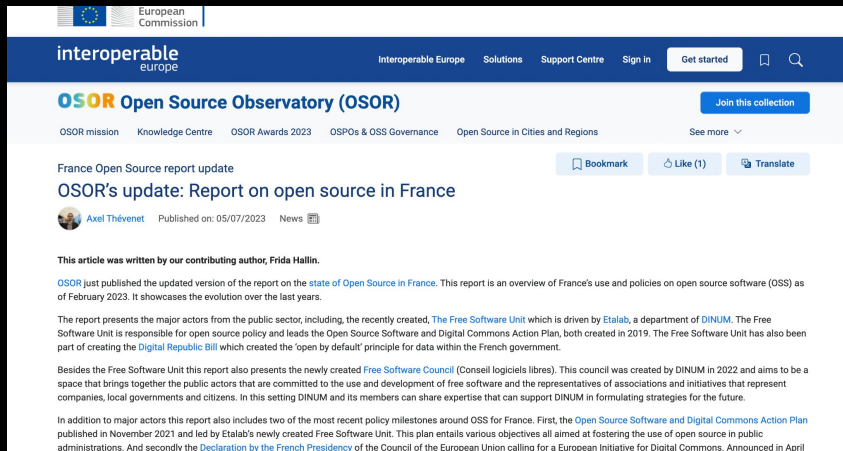 European
Commission
interoperable
europe
Interoperable Europe Solutions Support Centre Sign in Get started
OSOR Open Source Observatory (OSOR)
Join this collection
OSOR mission Knowledge Centre OSOR Awards 2023 OSPOs & OSS Governance Open Source in Cities and Regions See more
Bookmark Like (1) Translate
France Open Source report update
OSOR's update: Report on open source in France
Axel Thévenet Published on: 05/07/2023 News
This article was written by our contributing author, Frida Hallin.
OSOR just published the updated version of the report on the state of Open Source in France. This report is an overview of France's use and policies on open source software (OSS) as
of February 2023. It showcases the evolution over the last years.
The report presents the major actors from the public sector, including, the recently created, The Free Software Unit which is driven by Etalab, a department of DINUM. The Free
Software Unit is responsible for open source policy and leads the Open Source Software and Digital Commons Action Plan, both created in 2019. The Free Software Unit has also been
part of creating the Digital Republic Bill which created the 'open by default' principle for data within the French government.
Besides the Free Software Unit this report also presents the newly created Free Software Council (Conseil logiciels libres). This council was created by DINUM in 2022 and aims to be a
space that brings together the public actors that are committed to the use and development of free software and the representatives of associations and initiatives that represent
companies, local governments and citizens. In this setting DINUM and its members can share expertise that can support DINUM in formulating strategies for the future.
In addition to major actors this report also includes two of the most recent policy milestones around OSS for France. First, the Open Source Software and Digital Commons Action Plan
published in November 2021 and led by Etalab's newly created Free Software Unit. This plan entails various objectives all aimed at fostering the use of open source in public
administrations. And secondly the Declaration by the French Presidency of the Council of the European Union calling for a European Initiative for Digital Commons. Announced in April